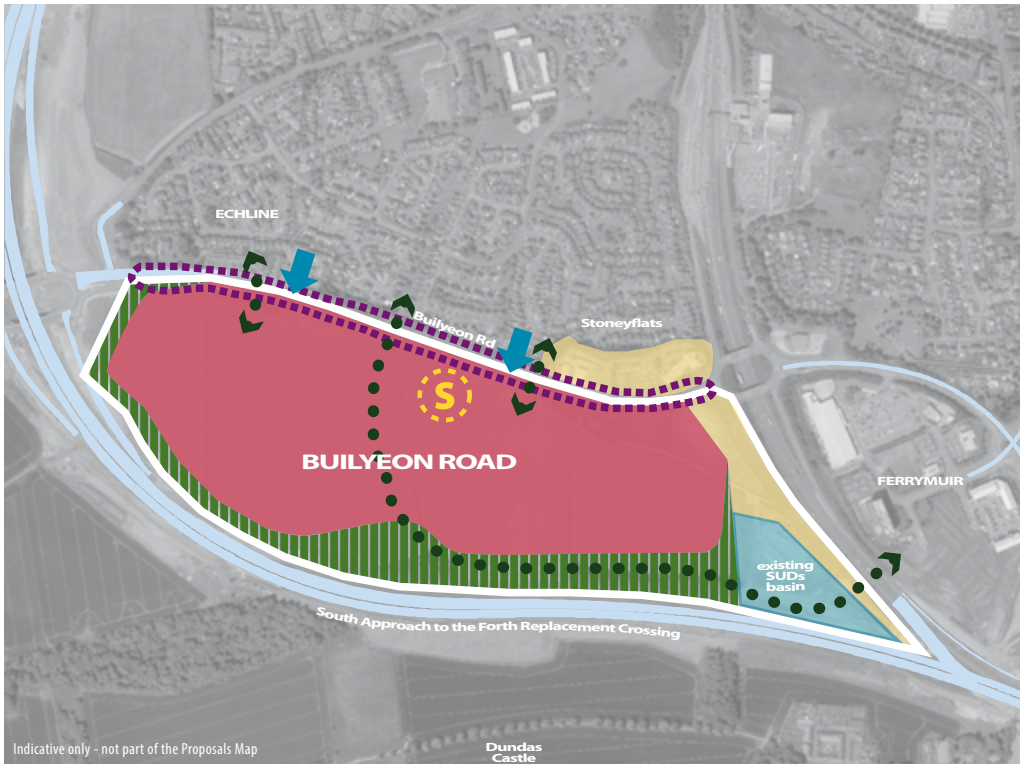 ECHLINE
Builyeon Rd
Stoneyflats
S
BUILYEON ROAD
FERRYMUIR
existing
SUDs
basin
South Approach to the Forth Replacement Crossing
Indicative only - not part of the Proposals Map
Dundas
Castle